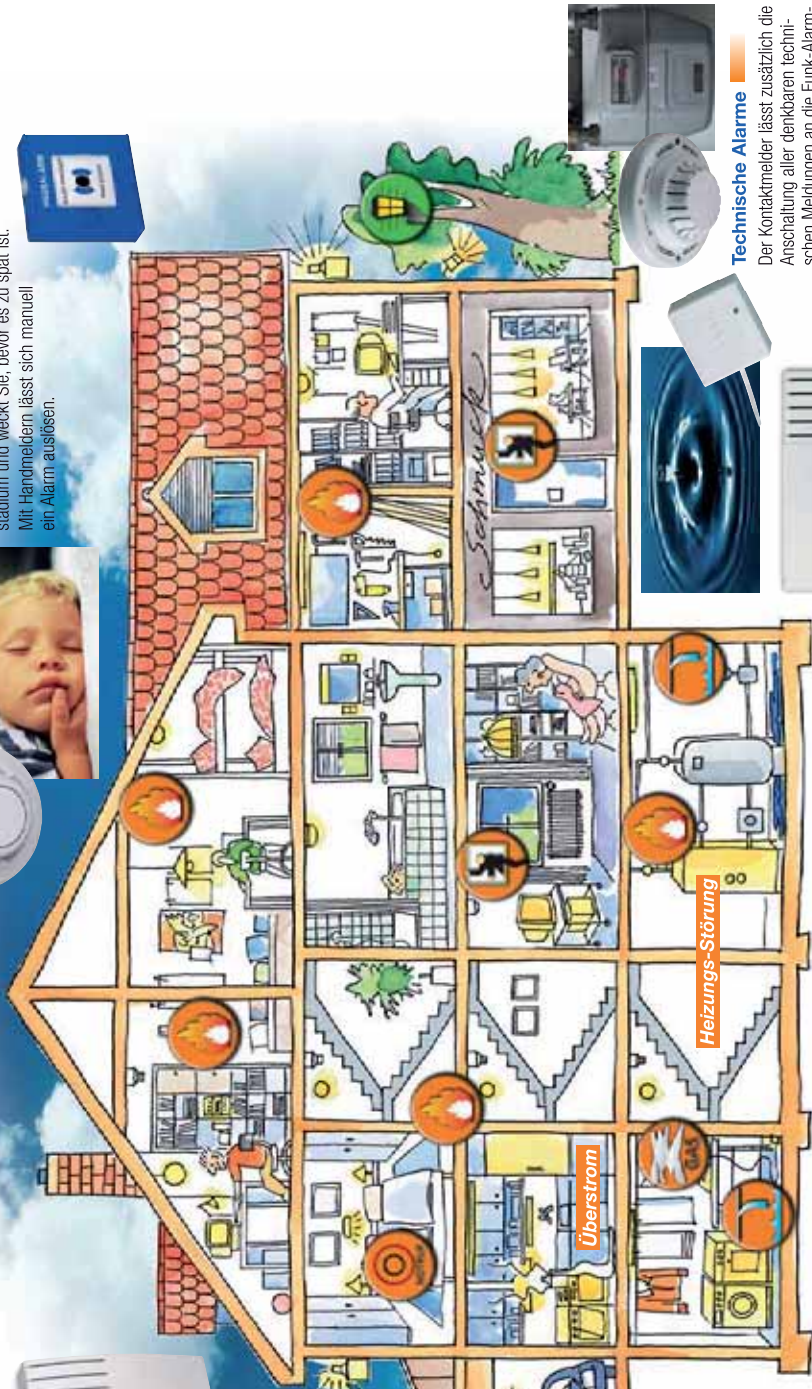 stadium und weckt Sie, bevor es zu spät ist.
Mit Handmeldern lässt sich manuell
ein Alarm auslösen.
Schmuck
Heizungs-Störung
Überstrom
GAS
Technische Alarme
Der Kontaktmelder lässt zusätzlich die
Anschaltung aller denkbaren techni-
schen Meldungen an die Funk-Alarm-